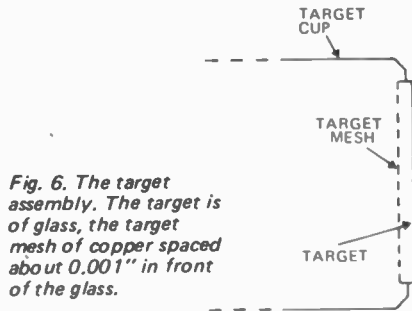 TARGET
CUP
TARGET
MESH
Fig. 6. The target
assembly. The target is
of glass, the target
mesh of copper spaced
about 0.001" in front
of the glass.
TARGET